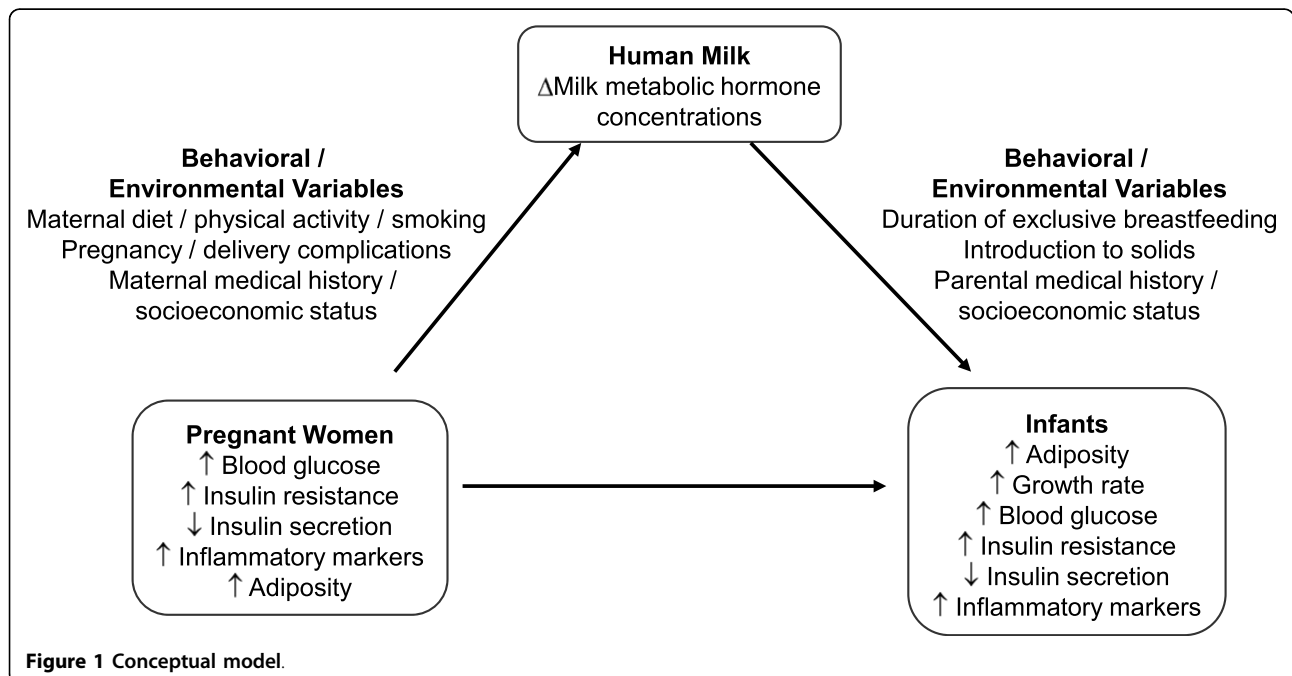 Human Milk
ΔMilk metabolic hormone
concentrations
Behavioral /
Environmental Variables
Maternal diet / physical activity / smoking
Pregnancy / delivery complications
Maternal medical history /
socioeconomic status
Behavioral /
Environmental Variables
Duration of exclusive breastfeeding
Introduction to solids
Parental medical history /
socioeconomic status
Pregnant Women
↑ Blood glucose
↑ Insulin resistance
↓ Insulin secretion
↑ Inflammatory markers
↑ Adiposity
Infants
↑ Adiposity
↑ Growth rate
↑ Blood glucose
↑ Insulin resistance
↓ Insulin secretion
↑ Inflammatory markers
Figure 1 Conceptual model.